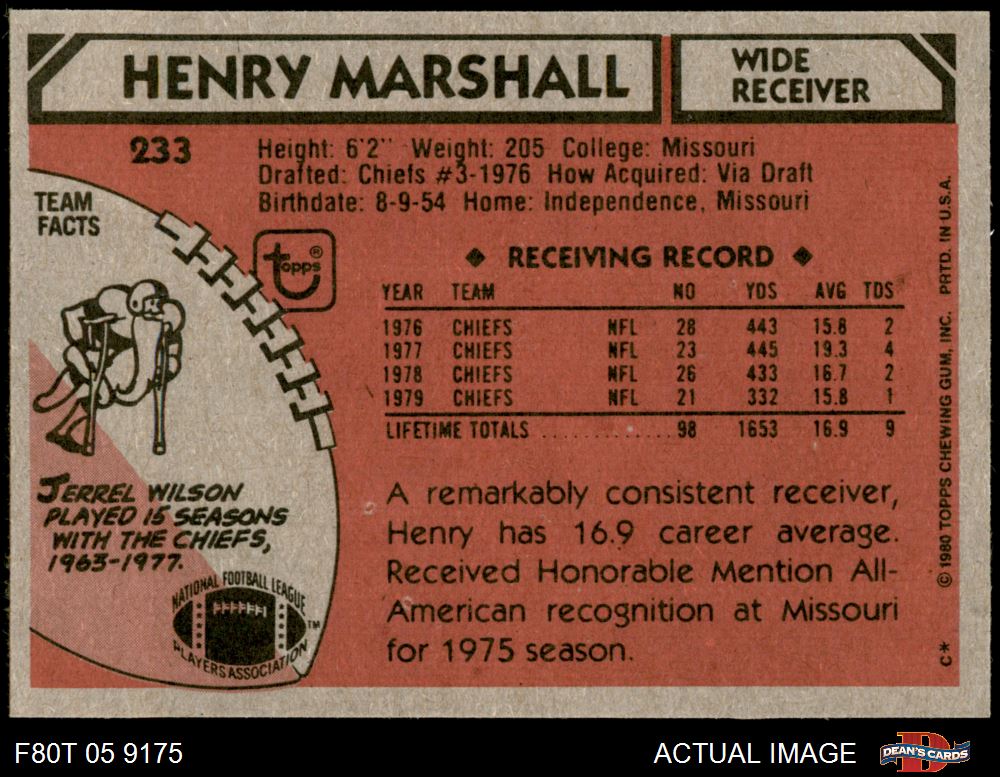 HENRY MARSHALL
WIDE
RECEIVER
233
Height: 6'2" Weight: 205 College: Missouri
Drafted: Chiefs #3-1976 How Acquired: Via Draft
Birthdate: 8-9-54 Home: Independence, Missouri
TEAM
FACTS
topps®
JERREL WILSON
PLAYED 15 SEASONS
WITH THE CHIEFS,
1963-1977.
NATIONAL FOOTBALL LEAGUE
PLAYERS ASSOCIATION
TM
◆ RECEIVING RECORD ◆
YEAR TEAM NO YDS AVG TDS
1976 CHIEFS NFL 28 443 15.8 2
1977 CHIEFS NFL 23 445 19.3 4
1978 CHIEFS NFL 26 433 16.7 2
1979 CHIEFS NFL 21 332 15.8 1
LIFETIME TOTALS .............. 98 1653 16.9 9
A remarkably consistent receiver,
Henry has 16.9 career average.
Received Honorable Mention All-
American recognition at Missouri
for 1975 season.
C* © 1980 TOPPS CHEWING GUM, INC. PRTD. IN U.S.A.
F80T 05 9175
ACTUAL IMAGE
D
DEAN'S CARDS